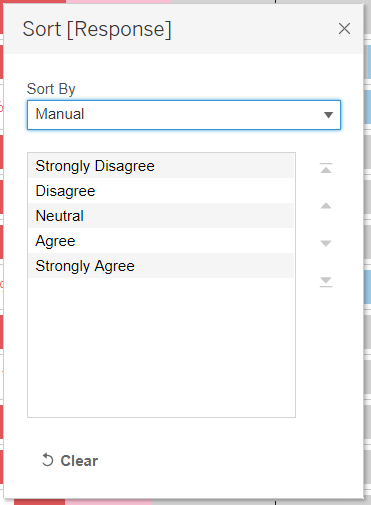 Sort [Response]
Sort By
Manual
Strongly Disagree
Disagree
Neutral
Agree
Strongly Agree
Clear